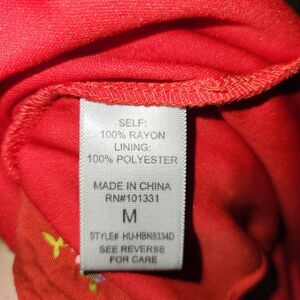 SELF:
100% RAYON
LINING:
100% POLYESTER
MADE IN CHINA
RN#101331
M
STYLE# HU-HBN8334D
SEE REVERSE
FOR CARE